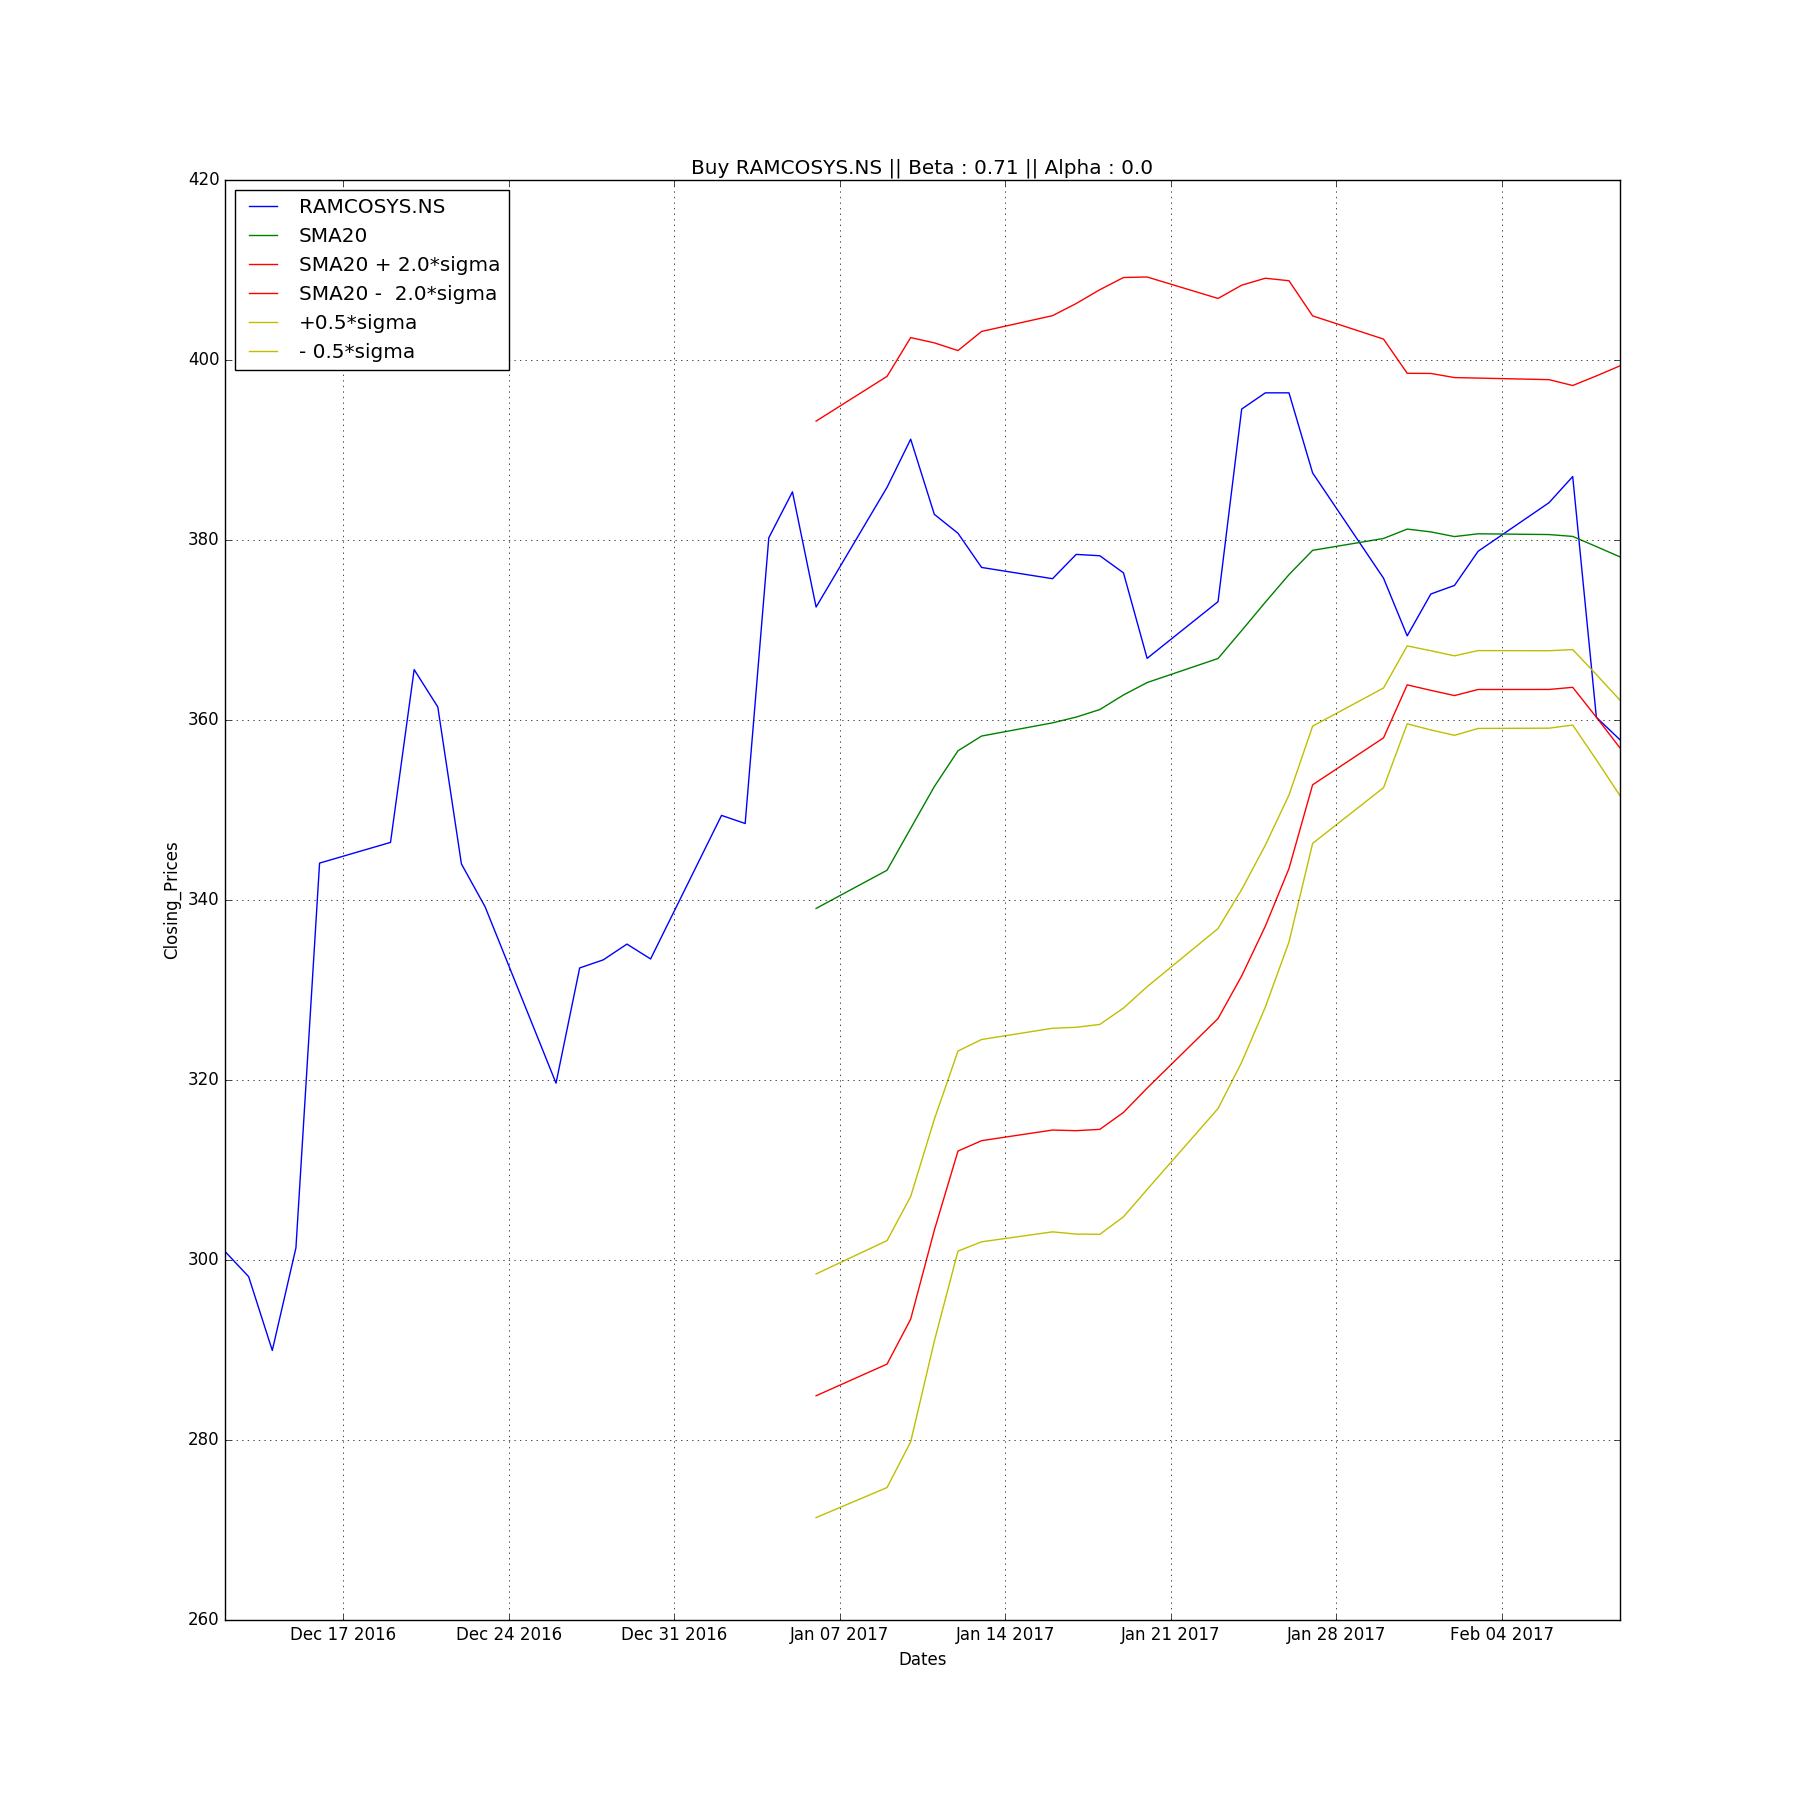 Buy RAMCOSYS.NS || Beta : 0.71 || Alpha : 0.0
420
400
380
360
340
320
300
280
260
RAMCOSYS.NS
SMA20
SMA20 + 2.0*sigma
SMA20 -  2.0*sigma
+0.5*sigma
- 0.5*sigma
Closing_Prices
Dec 17 2016
Dec 24 2016
Dec 31 2016
Jan 07 2017
Jan 14 2017
Jan 21 2017
Jan 28 2017
Feb 04 2017
Dates